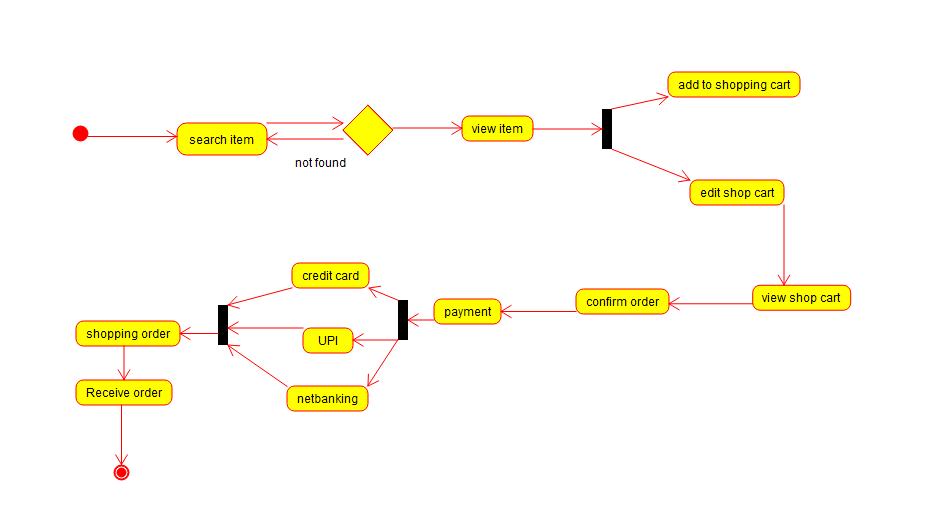 search item
not found
view item
add to shopping cart
edit shop cart
view shop cart
confirm order
payment
credit card
UPI
netbanking
shopping order
Receive order